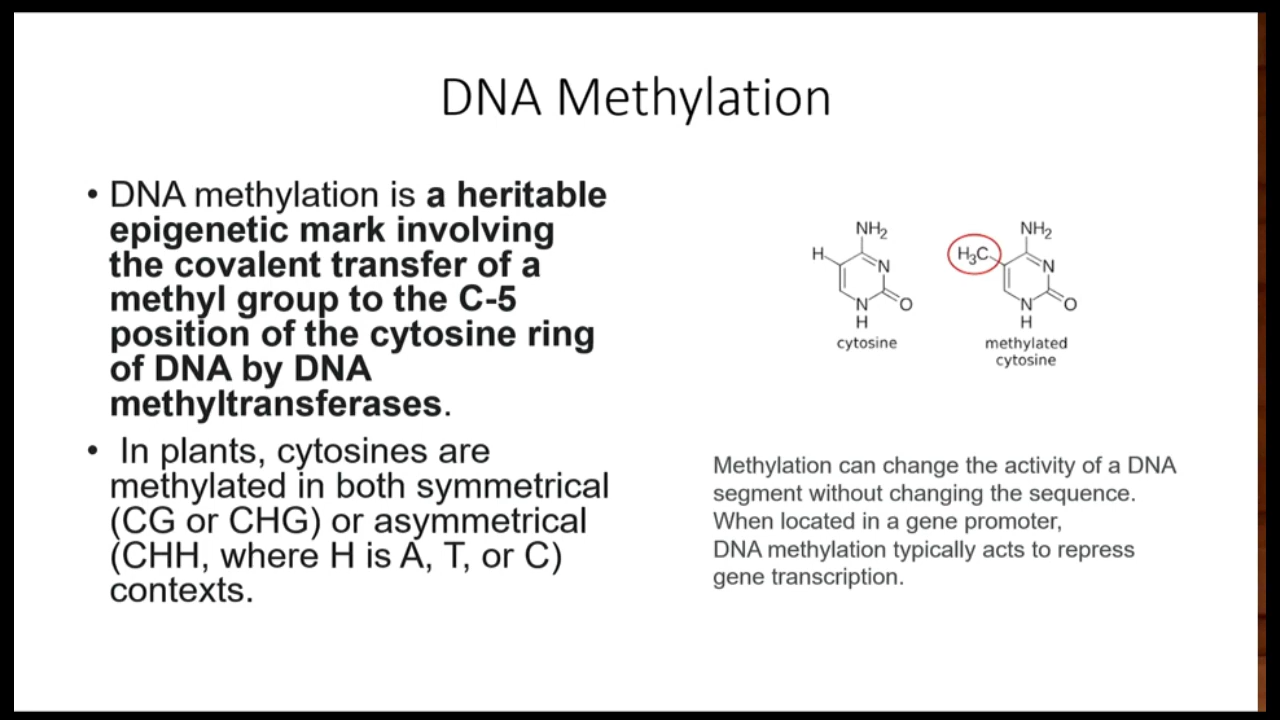 DNA Methylation
• DNA methylation is a heritable
epigenetic mark involving
the covalent transfer of a
methyl group to the C-5
position of the cytosine ring
of DNA by DNA
methyltransferases.
• In plants, cytosines are
methylated in both symmetrical
(CG or CHG) or asymmetrical
(CHH, where H is A, T, or C)
contexts.
NH₂
H
N
N
O
H
cytosine
NH₂
H₃C
N
N
O
H
methylated
cytosine
Methylation can change the activity of a DNA
segment without changing the sequence.
When located in a gene promoter,
DNA methylation typically acts to repress
gene transcription.